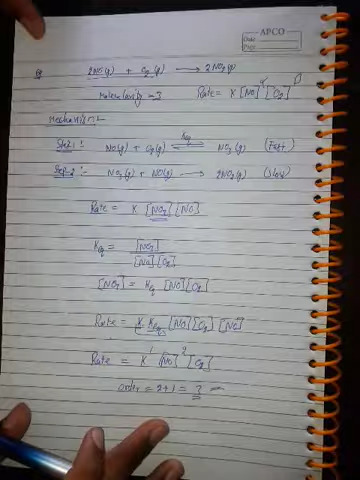 APCO
Date
Page
2NO(g) + O₂(g) ⟶ 2NO₂(g)
Molecularity = 3 Rate = K [NO]^α [O₂]^β
Mechanism:-
Step-1:- NO(g) + O₂(g) ⇌ Keq NO₃(g) (Fast)
Step-2:- NO₃(g) + NO(g) ⟶ 2NO₂(g) (Slow)
Rate = K [NO₃][NO]
Keq = [NO₃] / [NO][O₂]
[NO₃] = Keq [NO][O₂]
Rate = K Keq [NO][O₂] [NO]
Rate = K' [NO]² [O₂]
Order = 2+1 = 3